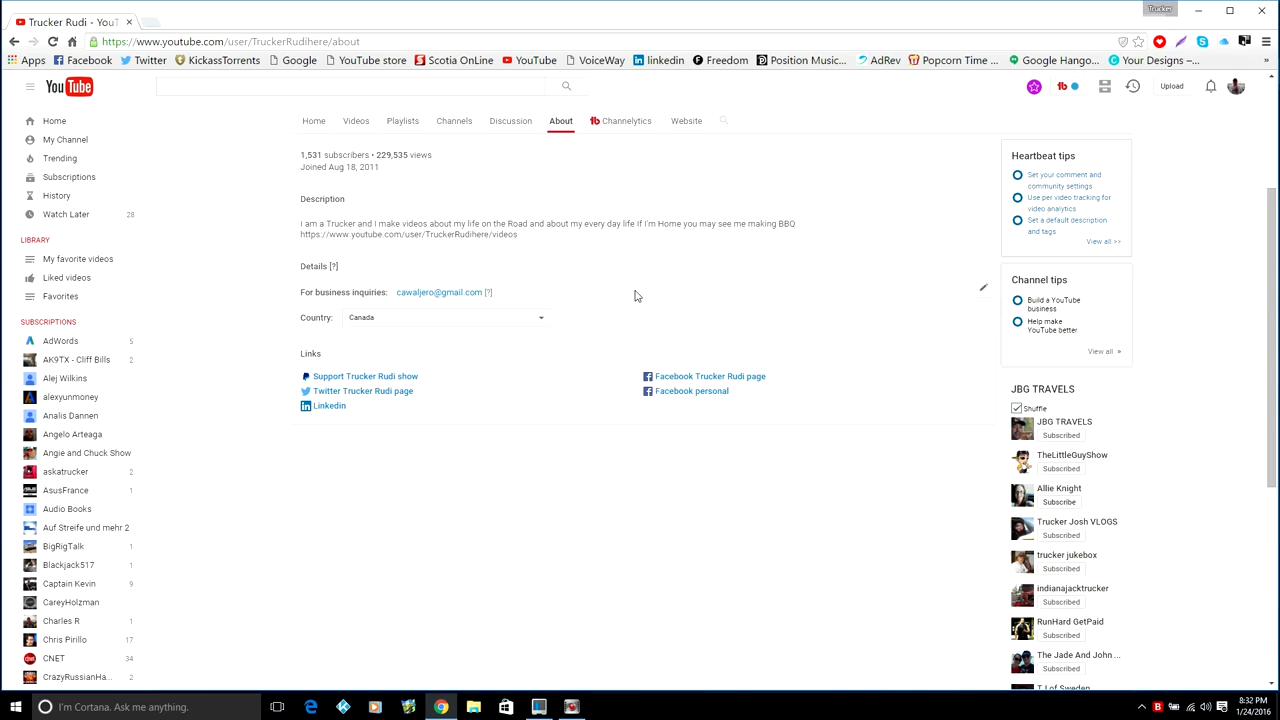 Trucker
Trucker Rudi - YouT
https://www.youtube.com/user/TruckerRudihere/about
Apps Facebook Twitter KickassTorrents Google YouTube store Scotia OnLine YouTube VoiceWay linkedin Freedom Position Music... AdRev Popcorn Time ... Google Hango... Your Designs –...
YouTube
Upload
Home
My Channel
Trending
Subscriptions
History
Watch Later 28
LIBRARY
My favorite videos
Liked videos
Favorites
SUBSCRIPTIONS
AdWords 5
AK9TX - Cliff Bills 2
Alej Wilkins
alexyunmoney
Analis Dannen
Angelo Arteaga
Angie and Chuck Show
askatrucker 2
AsusFrance 1
Audio Books
Auf Streife und mehr 2
BigRigTalk 1
Blackjack517 1
Captain Kevin 9
CareyHolzman
Charles R 1
Chris Pirillo 17
CNET 34
CrazyRussianHa... 2
Home Videos Playlists Channels Discussion About Channelytics Website
1,531 subscribers • 229,535 views
Joined Aug 18, 2011
Description
I am a Trucker and I make videos about my life on the Road and about my every day life If I'm Home you may see me making BBQ
https://www.youtube.com/user/TruckerRudihere/videos
Details [?]
For business inquiries: cawaljero@gmail.com [?]
Country: Canada
Links
Support Trucker Rudi show
Facebook Trucker Rudi page
Twitter Trucker Rudi page
Facebook personal
Linkedin
Heartbeat tips
Set your comment and
community settings
Use per video tracking for
video analytics
Set a default description
and tags
View all >>
Channel tips
Build a YouTube
business
Help make
YouTube better
View all »
JBG TRAVELS
Shuffle
JBG TRAVELS
Subscribed
TheLittleGuyShow
Subscribed
Allie Knight
Subscribe
Trucker Josh VLOGS
Subscribed
trucker jukebox
Subscribed
indianajacktrucker
Subscribed
RunHard GetPaid
Subscribed
The Jade And John ...
Subscribed
T.J of Sweden
I'm Cortana. Ask me anything.
8:32 PM
1/24/2016